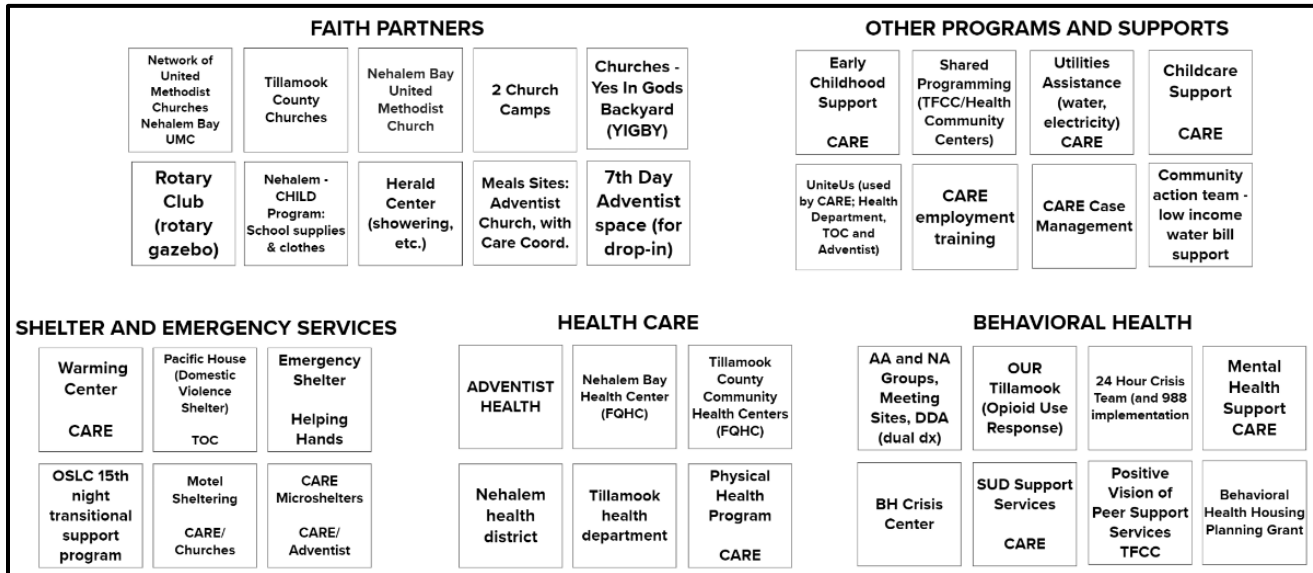 FAITH PARTNERS
Network of
United
Methodist
Churches
Nehalem Bay
UMC
Tillamook
County
Churches
Nehalem Bay
United
Methodist
Church
2 Church
Camps
Churches -
Yes In Gods
Backyard
(YIGBY)
Rotary
Club
(rotary
gazebo)
Nehalem -
CHILD
Program:
School supplies
& clothes
Herald
Center
(showering,
etc.)
Meals Sites:
Adventist
Church, with
Care Coord.
7th Day
Adventist
space (for
drop-in)
OTHER PROGRAMS AND SUPPORTS
Early
Childhood
Support
CARE
Shared
Programming
(TFCC/Health
Community
Centers)
Utilities
Assistance
(water,
electricity)
CARE
Childcare
Support
CARE
UniteUs (used
by CARE; Health
Department,
TOC and
Adventist)
CARE
employment
training
CARE Case
Management
Community
action team -
low income
water bill
support
SHELTER AND EMERGENCY SERVICES
Warming
Center
CARE
Pacific House
(Domestic
Violence
Shelter)
TOC
Emergency
Shelter
Helping
Hands
OSLC 15th
night
transitional
support
program
Motel
Sheltering
CARE/
Churches
CARE
Microshelters
CARE/
Adventist
HEALTH CARE
ADVENTIST
HEALTH
Nehalem Bay
Health Center
(FQHC)
Tillamook
County
Community
Health Centers
(FQHC)
Nehalem
health
district
Tillamook
health
department
Physical
Health
Program
CARE
BEHAVIORAL HEALTH
AA and NA
Groups,
Meeting
Sites, DDA
(dual dx)
OUR
Tillamook
(Opioid Use
Response)
24 Hour Crisis
Team (and 988
implementation
Mental
Health
Support
CARE
BH Crisis
Center
SUD Support
Services
CARE
Positive
Vision of
Peer Support
Services
TFCC
Behavioral
Health Housing
Planning Grant